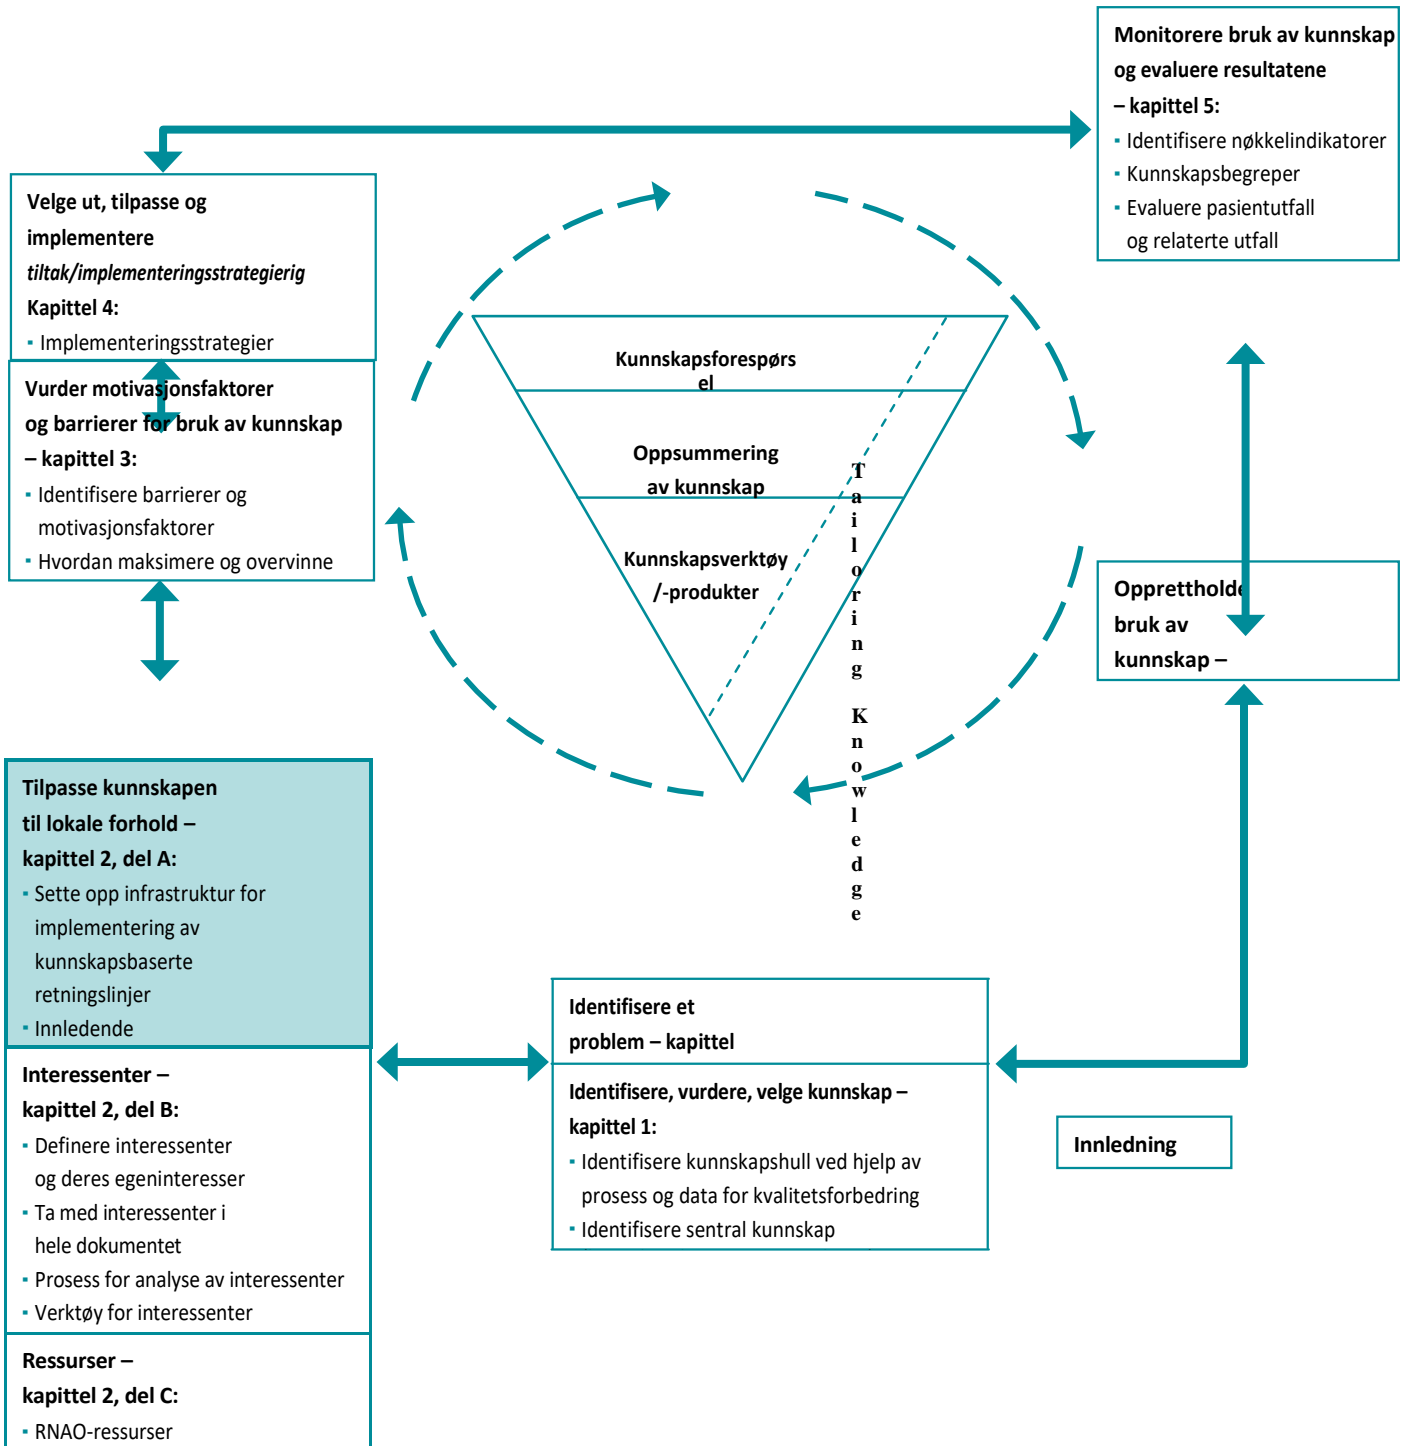 Monitorere bruk av kunnskap
og evaluere resultatene
– kapittel 5:
▪ Identifisere nøkkelindikatorer
▪ Kunnskapsbegreper
▪ Evaluere pasientutfall
og relaterte utfall
Velge ut, tilpasse og
implementere
tiltak/implementeringsstrategierig
Kapittel 4:
▪ Implementeringsstrategier
Vurder motivasjonsfaktorer
og barrierer for bruk av kunnskap
– kapittel 3:
▪ Identifisere barrierer og
motivasjonsfaktorer
▪ Hvordan maksimere og overvinne
Kunnskapsforespørs
el
Oppsummering
av kunnskap
Kunnskapsverktøy
/-produkter
T
a
i
l
o
r
i
n
g
K
n
o
w
l
e
d
g
e
Opprettholde
bruk av
kunnskap –
Tilpasse kunnskapen
til lokale forhold –
kapittel 2, del A:
▪ Sette opp infrastruktur for
implementering av
kunnskapsbaserte
retningslinjer
▪ Innledende
Interessenter –
kapittel 2, del B:
▪ Definere interessenter
og deres egeninteresser
▪ Ta med interessenter i
hele dokumentet
▪ Prosess for analyse av interessenter
▪ Verktøy for interessenter
Ressurser –
kapittel 2, del C:
▪ RNAO-ressurser
Identifisere et
problem – kapittel
Identifisere, vurdere, velge kunnskap –
kapittel 1:
▪ Identifisere kunnskapshull ved hjelp av
prosess og data for kvalitetsforbedring
▪ Identifisere sentral kunnskap
Innledning